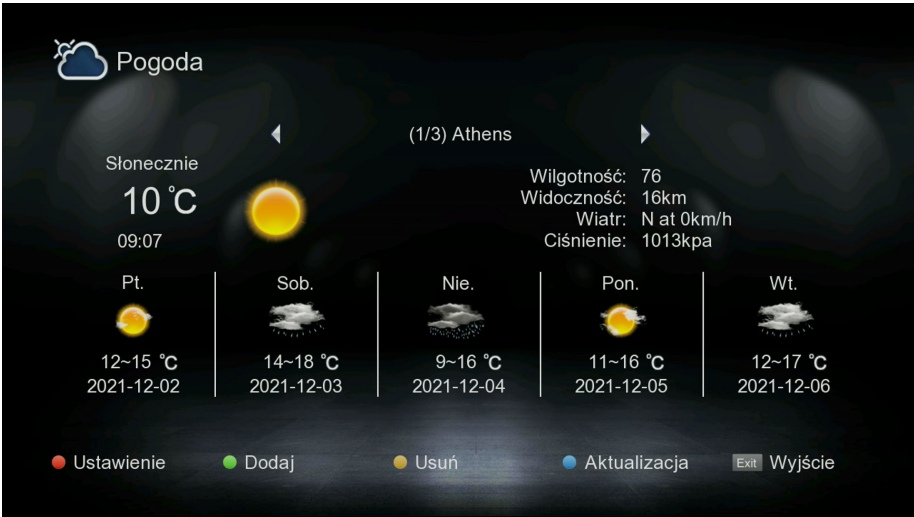 Pogoda
(1/3) Athens
Słonecznie
10 °C
09:07
Wilgotność: 76
Widoczność: 16km
Wiatr: N at 0km/h
Ciśnienie: 1013kpa
Pt. Sob. Nie. Pon. Wt.
12~15 °C 14~18 °C 9~16 °C 11~16 °C 12~17 °C
2021-12-02 2021-12-03 2021-12-04 2021-12-05 2021-12-06
Ustawienie Dodaj Usuń Aktualizacja Exit Wyjście